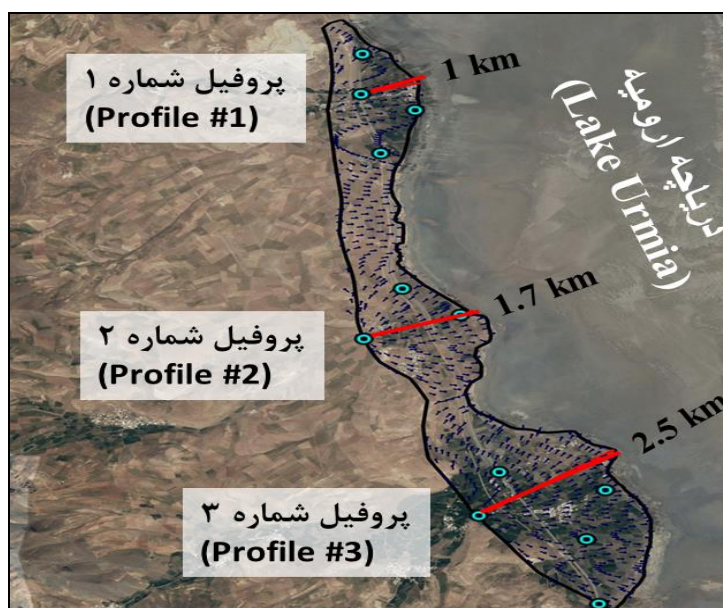 پروفیل شماره ۱
(Profile #1)
1 km
دریاچه ارومیه
(Lake Urmia)
1.7 km
پروفیل شماره ۲
(Profile #2)
2.5 km
پروفیل شماره ۳
(Profile #3)